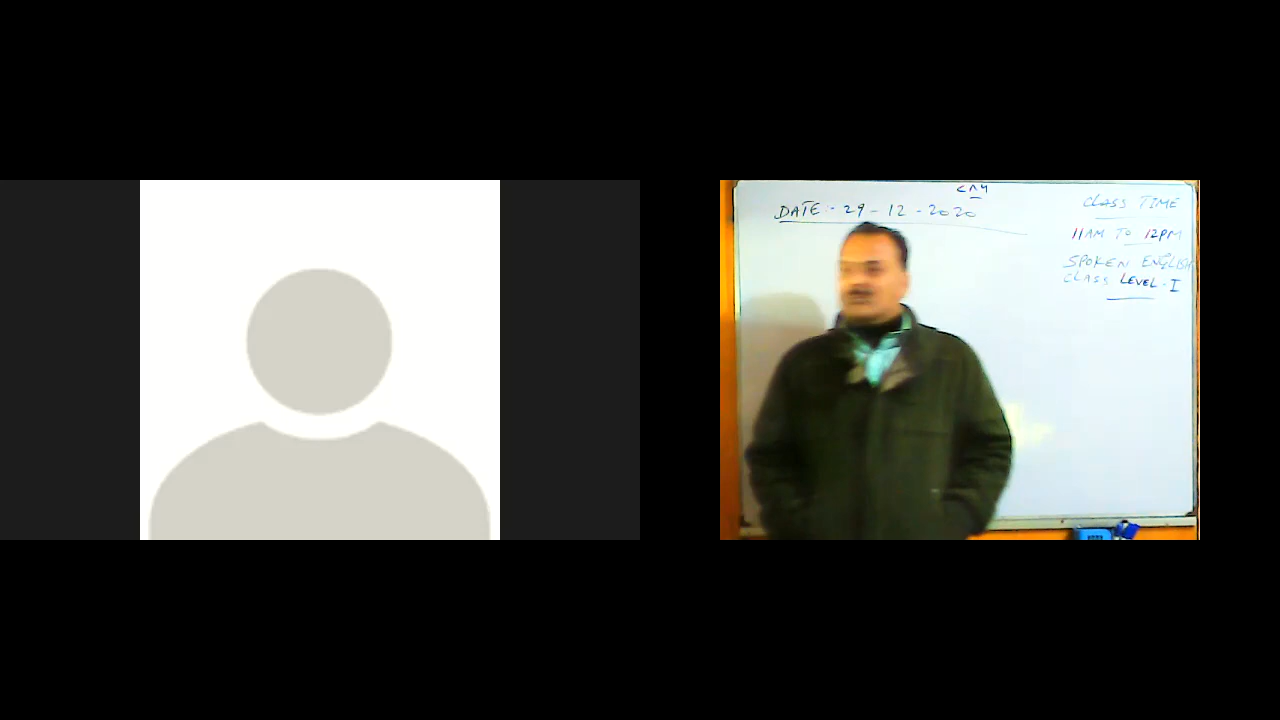 DATE:- 29-12-2020
CLASS TIME
11AM TO 12PM
SPOKEN ENGLISH
CLASS LEVEL-I